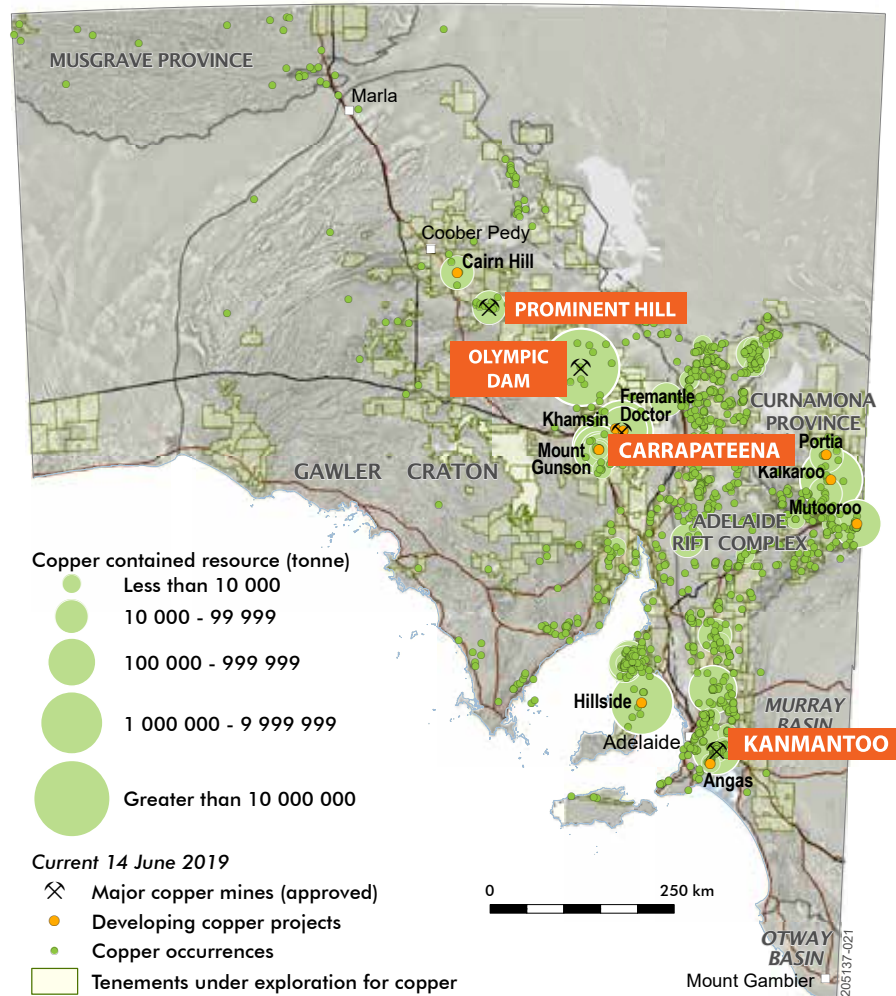 MUSGRAVE PROVINCE
Marla
Coober Pedy
Cairn Hill
PROMINENT HILL
OLYMPIC
DAM
Fremantle
Doctor
Khamsin
CURNAMONA
PROVINCE
Portia
CARRAPATEENA
Mount
Gunson
Kalkaroo
GAWLER CRATON
Mutooroo
ADELAIDE
RIFT COMPLEX
Copper contained resource (tonne)
Less than 10 000
10 000 - 99 999
100 000 - 999 999
1 000 000 - 9 999 999
Greater than 10 000 000
Hillside
MURRAY
BASIN
Adelaide
KANMANTOO
Angas
Current 14 June 2019
Major copper mines (approved)
Developing copper projects
Copper occurrences
Tenements under exploration for copper
0 250 km
OTWAY
BASIN
Mount Gambier
205137-021